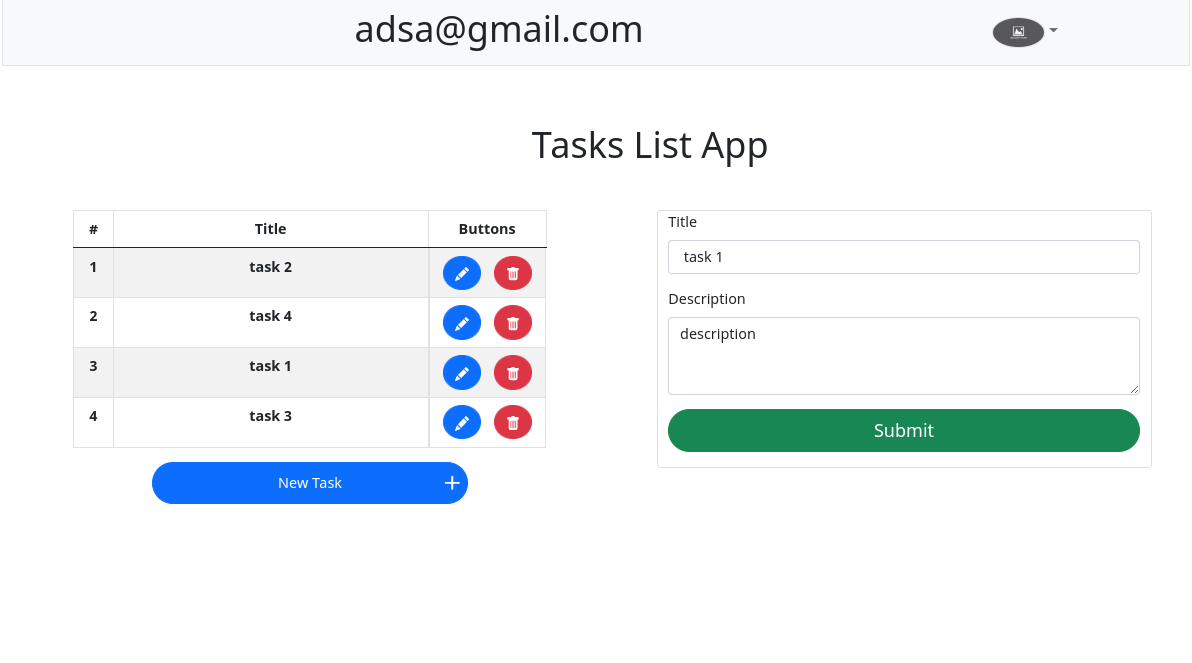 adsa@gmail.com
Tasks List App
# Title Buttons
1 task 2
2 task 4
3 task 1
4 task 3
New Task
Title
task 1
Description
description
Submit